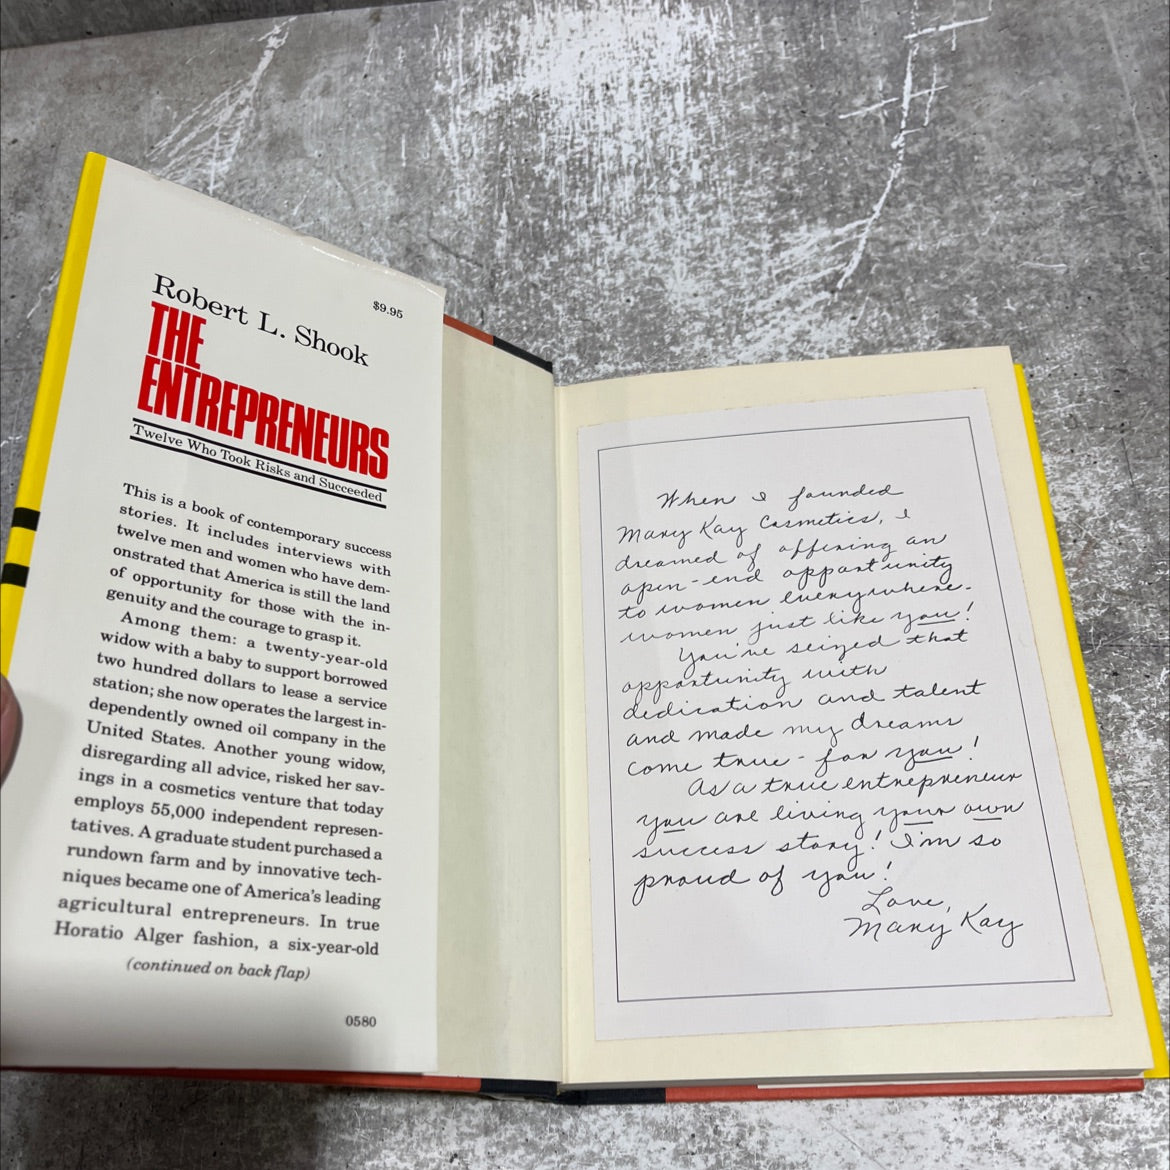 Robert L. Shook
$9.95
THE
ENTREPRENEURS
Twelve Who Took Risks and Succeeded
This is a book of contemporary success
stories. It includes interviews with
twelve men and women who have dem-
onstrated that America is still the land
of opportunity for those with the in-
genuity and the courage to grasp it.
Among them: a twenty-year-old
widow with a baby to support borrowed
two hundred dollars to lease a service
station; she now operates the largest in-
dependently owned oil company in the
United States. Another young widow,
disregarding all advice, risked her sav-
ings in a cosmetics venture that today
employs 55,000 independent represen-
tatives. A graduate student purchased a
rundown farm and by innovative tech-
niques became one of America's leading
agricultural entrepreneurs. In true
Horatio Alger fashion, a six-year-old
(continued on back flap)
0580
When I founded
Mary Kay Cosmetics, I
dreamed of offering an
open-end opportunity
to women everywhere-
women just like you!
You've seized that
opportunity with
dedication and talent
and made my dreams
come true - for you!
As a true entrepreneur
you are living your own
success story! I'm so
proud of you!
Love,
Mary Kay